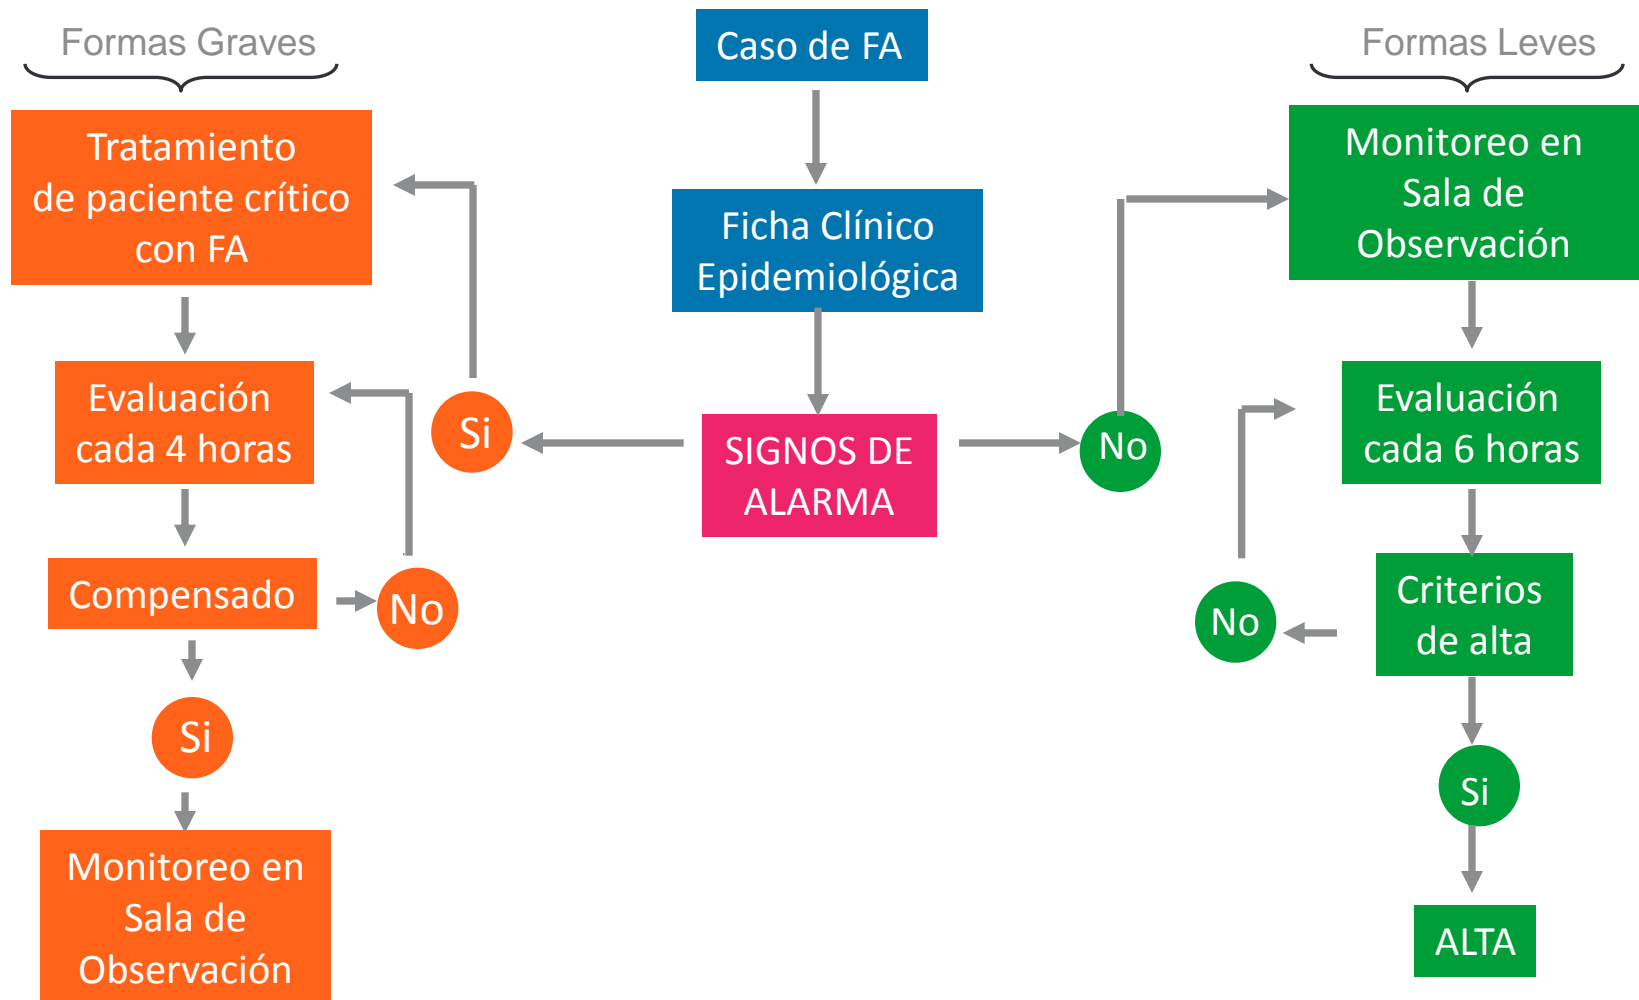 Formas Graves
Caso de FA
Formas Leves
Tratamiento
de paciente crítico
con FA
Ficha Clínico
Epidemiológica
Monitoreo en
Sala de
Observación
Evaluación
cada 4 horas
Si
SIGNOS DE
ALARMA
No
Evaluación
cada 6 horas
Compensado
No
No
Criterios
de alta
Si
Si
Monitoreo en
Sala de
Observación
ALTA